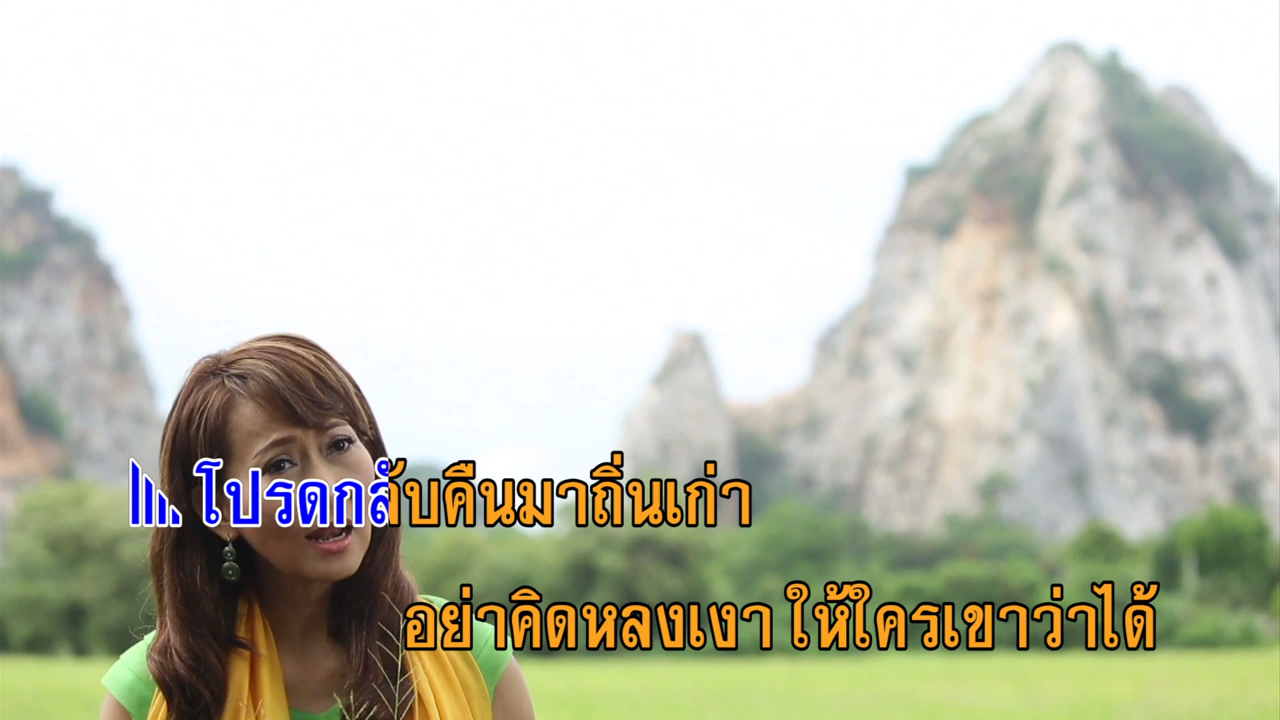 โปรดกลับคืนมาถิ่นเก่า
อย่าคิดหลงเงา ให้ใครเขาว่าได้